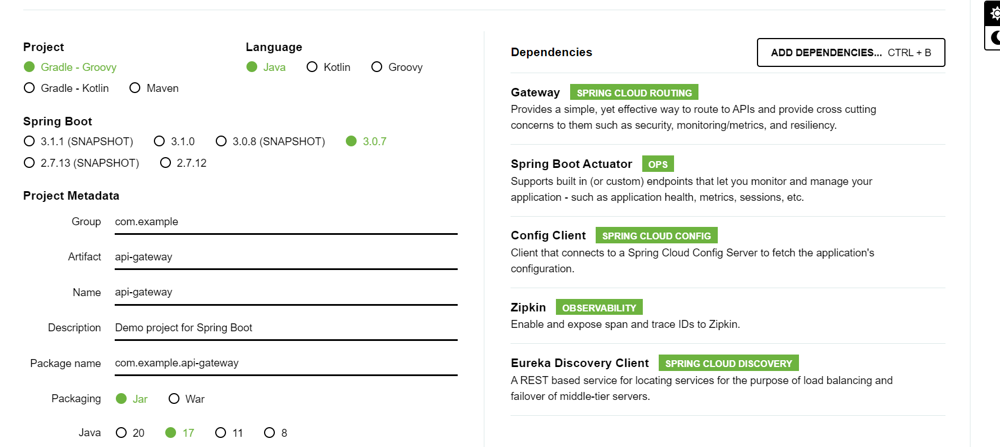 Project
Gradle - Groovy
Gradle - Kotlin Maven
Language
Java Kotlin Groovy
Spring Boot
3.1.1 (SNAPSHOT) 3.1.0 3.0.8 (SNAPSHOT) 3.0.7
2.7.13 (SNAPSHOT) 2.7.12
Project Metadata
Group com.example
Artifact api-gateway
Name api-gateway
Description Demo project for Spring Boot
Package name com.example.api-gateway
Packaging Jar War
Java 20 17 11 8
Dependencies ADD DEPENDENCIES... CTRL + B
Gateway SPRING CLOUD ROUTING
Provides a simple, yet effective way to route to APIs and provide cross cutting
concerns to them such as security, monitoring/metrics, and resiliency.
Spring Boot Actuator OPS
Supports built in (or custom) endpoints that let you monitor and manage your
application - such as application health, metrics, sessions, etc.
Config Client SPRING CLOUD CONFIG
Client that connects to a Spring Cloud Config Server to fetch the application's
configuration.
Zipkin OBSERVABILITY
Enable and expose span and trace IDs to Zipkin.
Eureka Discovery Client SPRING CLOUD DISCOVERY
A REST based service for locating services for the purpose of load balancing and
failover of middle-tier servers.